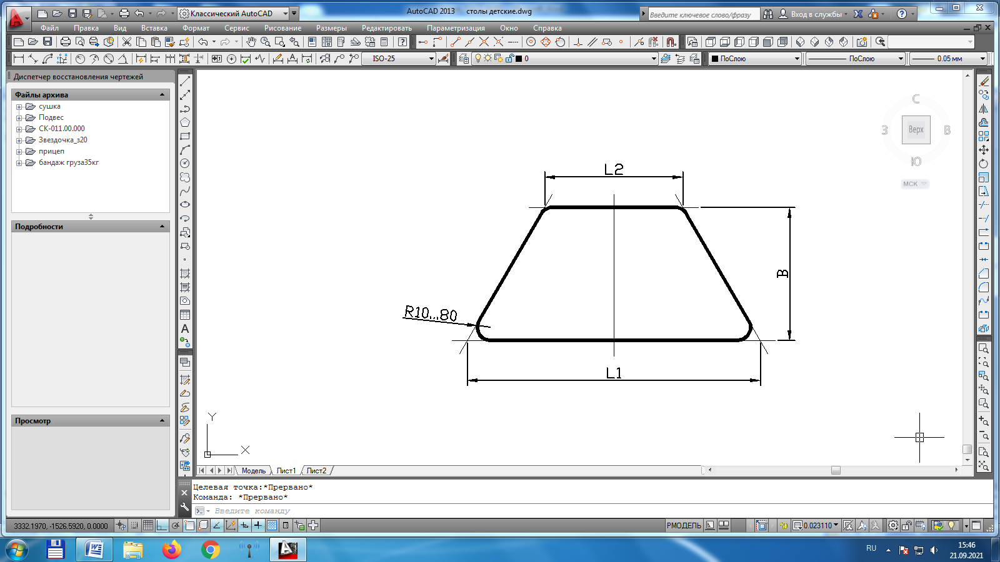 AutoCAD 2013 столы детские.dwg
Классический AutoCAD
Введите ключевое слово/фразу
Вход в службы
Файл Правка Вид Вставка Формат Сервис Рисование Размеры Редактировать Параметризация Окно Справка
ISO-25
0
ПоСлою
ПоСлою
0.05 мм
Диспетчер восстановления чертежей
Файлы архива
сушка
Подвес
СК-011.00.000
Звездочка_з20
прицеп
бандаж груза35кг
Подробности
Просмотр
С
З
Верх
В
Ю
МСК
L2
B
R10...80
L1
Y
X
Модель Лист1 Лист2
Целевая точка:*Прервано*
Команда: *Прервано*
Введите команду
3332.1970, -1526.5920, 0.0000
РМОДЕЛЬ
0.023110
RU
15:46
21.09.2021